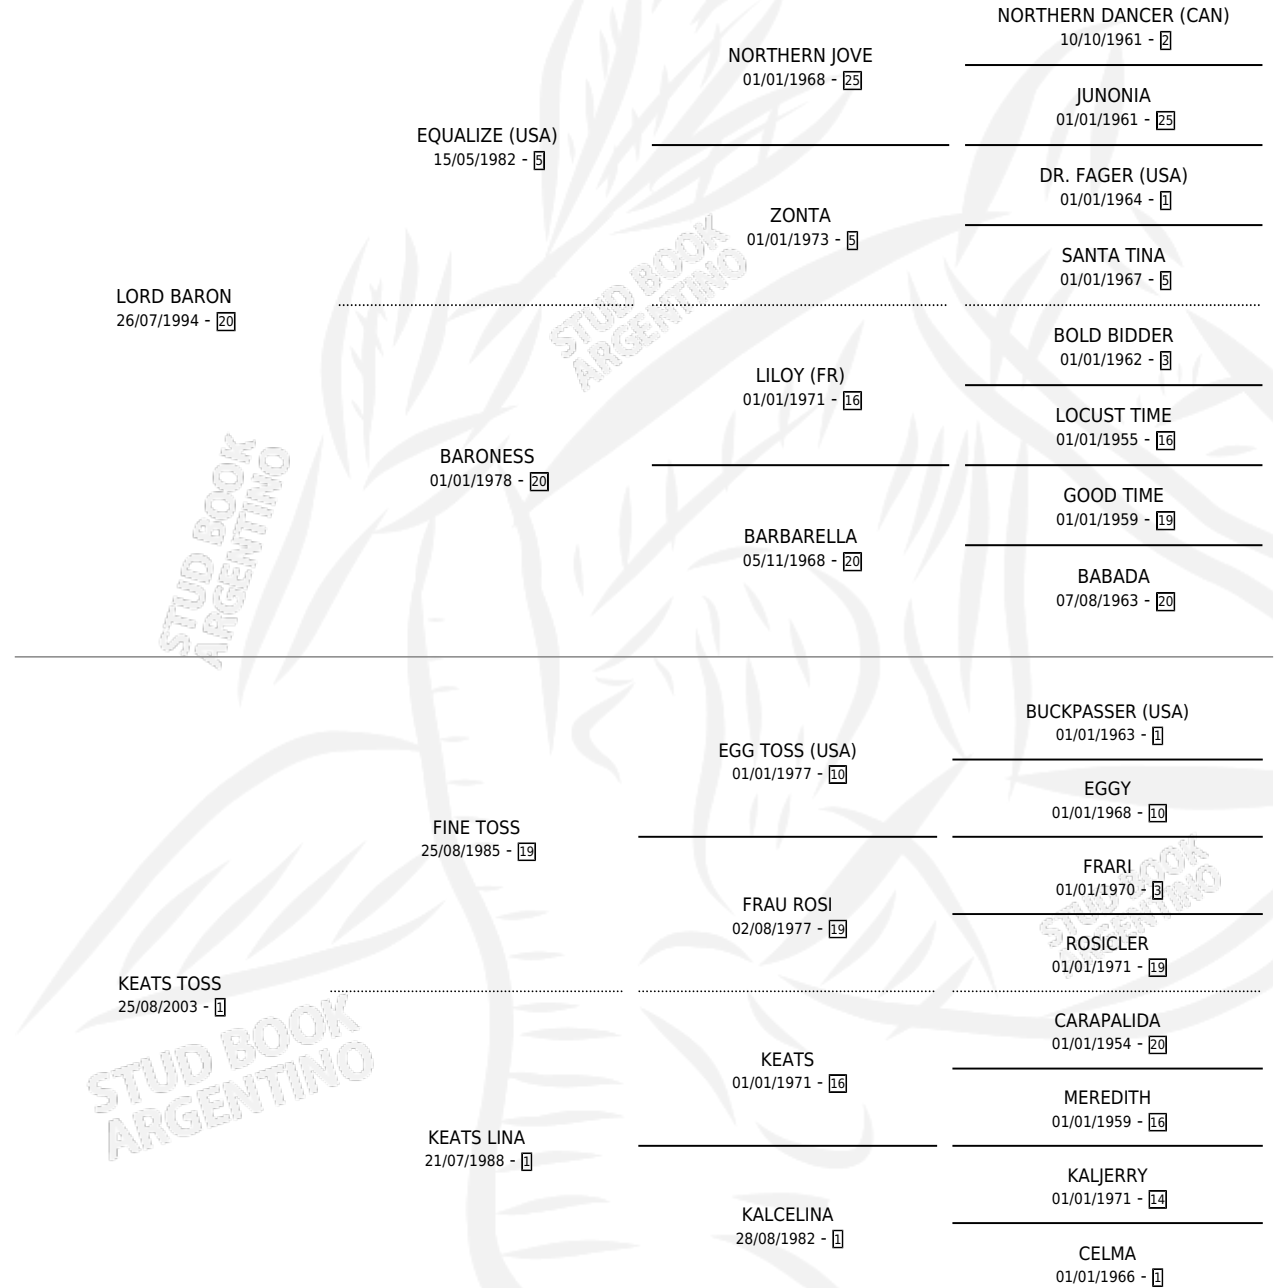 NORTHERN DANCER (CAN)
10/10/1961 - 2
NORTHERN JOVE
01/01/1968 - 25
JUNONIA
01/01/1961 - 25
EQUALIZE (USA)
15/05/1982 - 5
DR. FAGER (USA)
01/01/1964 - 1
ZONTA
01/01/1973 - 5
SANTA TINA
01/01/1967 - 5
LORD BARON
26/07/1994 - 20
BOLD BIDDER
01/01/1962 - 3
LILOY (FR)
01/01/1971 - 16
LOCUST TIME
01/01/1955 - 16
BARONESS
01/01/1978 - 20
GOOD TIME
01/01/1959 - 19
BARBARELLA
05/11/1968 - 20
BABADA
07/08/1963 - 20
BUCKPASSER (USA)
01/01/1963 - 1
EGG TOSS (USA)
01/01/1977 - 10
EGGY
01/01/1968 - 10
FINE TOSS
25/08/1985 - 19
FRARI
01/01/1970 - 3
FRAU ROSI
02/08/1977 - 19
ROSICLER
01/01/1971 - 19
KEATS TOSS
25/08/2003 - 1
CARAPALIDA
01/01/1954 - 20
KEATS
01/01/1971 - 16
MEREDITH
01/01/1959 - 16
KEATS LINA
21/07/1988 - 1
KALJERRY
01/01/1971 - 14
KALCELINA
28/08/1982 - 1
CELMA
01/01/1966 - 1
STUD BOOK
ARGENTINO
STUD BOOK
ARGENTINO
STUD BOOK
ARGENTINO
STUD BOOK
ARGENTINO